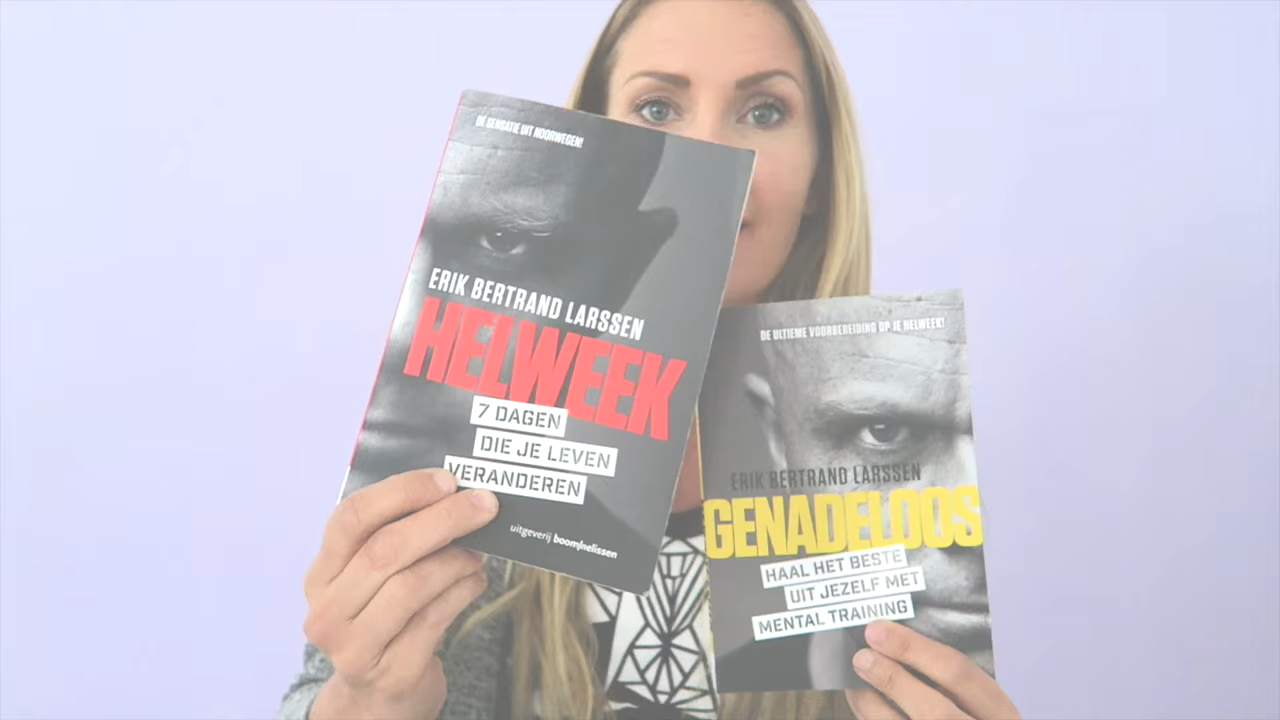 DE SENSATIE UIT NOORWEGEN!
ERIK BERTRAND LARSSEN
HELWEEK
7 DAGEN
DIE JE LEVEN
VERANDEREN
uitgeverij boom/nelissen
DE ULTIEME VOORBEREIDING OP JE HELWEEK!
ERIK BERTRAND LARSSEN
GENADELOOS
HAAL HET BESTE
UIT JEZELF MET
MENTAL TRAINING